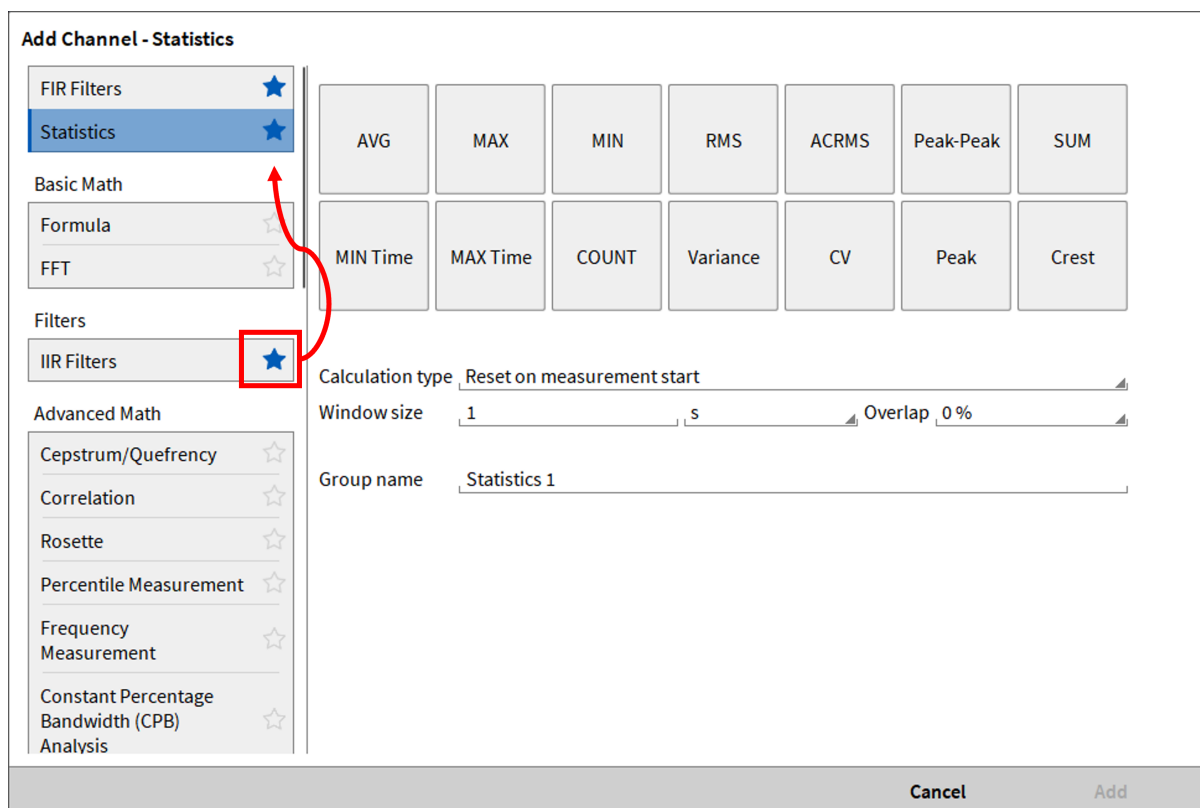 Add Channel - Statistics
FIR Filters
Statistics
Basic Math
Formula
FFT
Filters
IIR Filters
Advanced Math
Cepstrum/Quefrency
Correlation
Rosette
Percentile Measurement
Frequency
Measurement
Constant Percentage
Bandwidth (CPB)
Analysis
AVG MAX MIN RMS ACRMS Peak-Peak SUM
MIN Time MAX Time COUNT Variance CV Peak Crest
Calculation type Reset on measurement start
Window size 1 s Overlap 0 %
Group name Statistics 1
Cancel Add